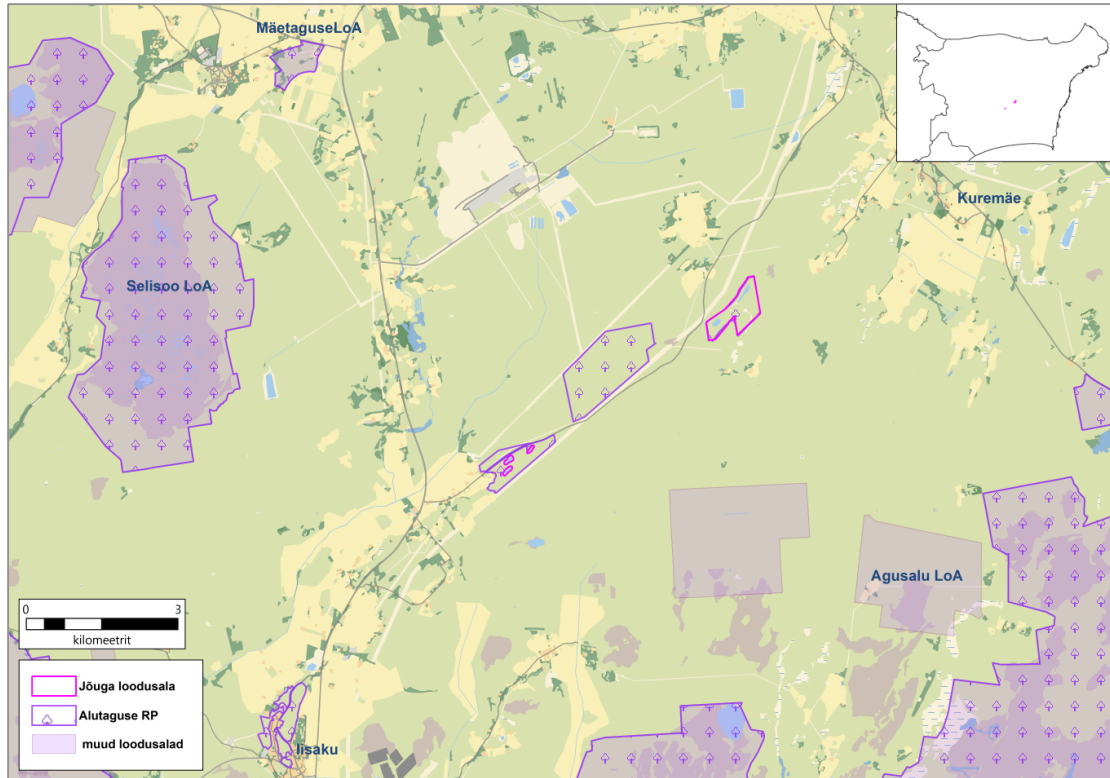 MäetaguseLoA
Kuremäe
Selisoo LoA
Agusalu LoA
0 3
kilomeetrit
Jõuga loodusala
Alutaguse RP
muud loodusalad
Iisaku